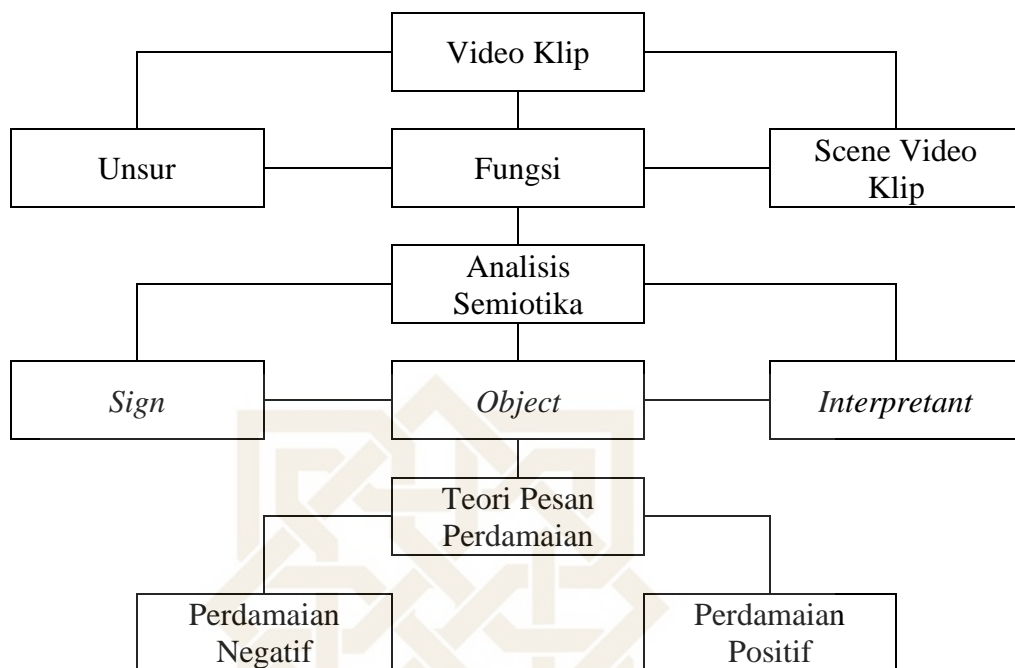 Video Klip
Unsur
Fungsi
Scene Video
Klip
Analisis
Semiotika
Sign
Object
Interpretant
Teori Pesan
Perdamaian
Perdamaian
Negatif
Perdamaian
Positif